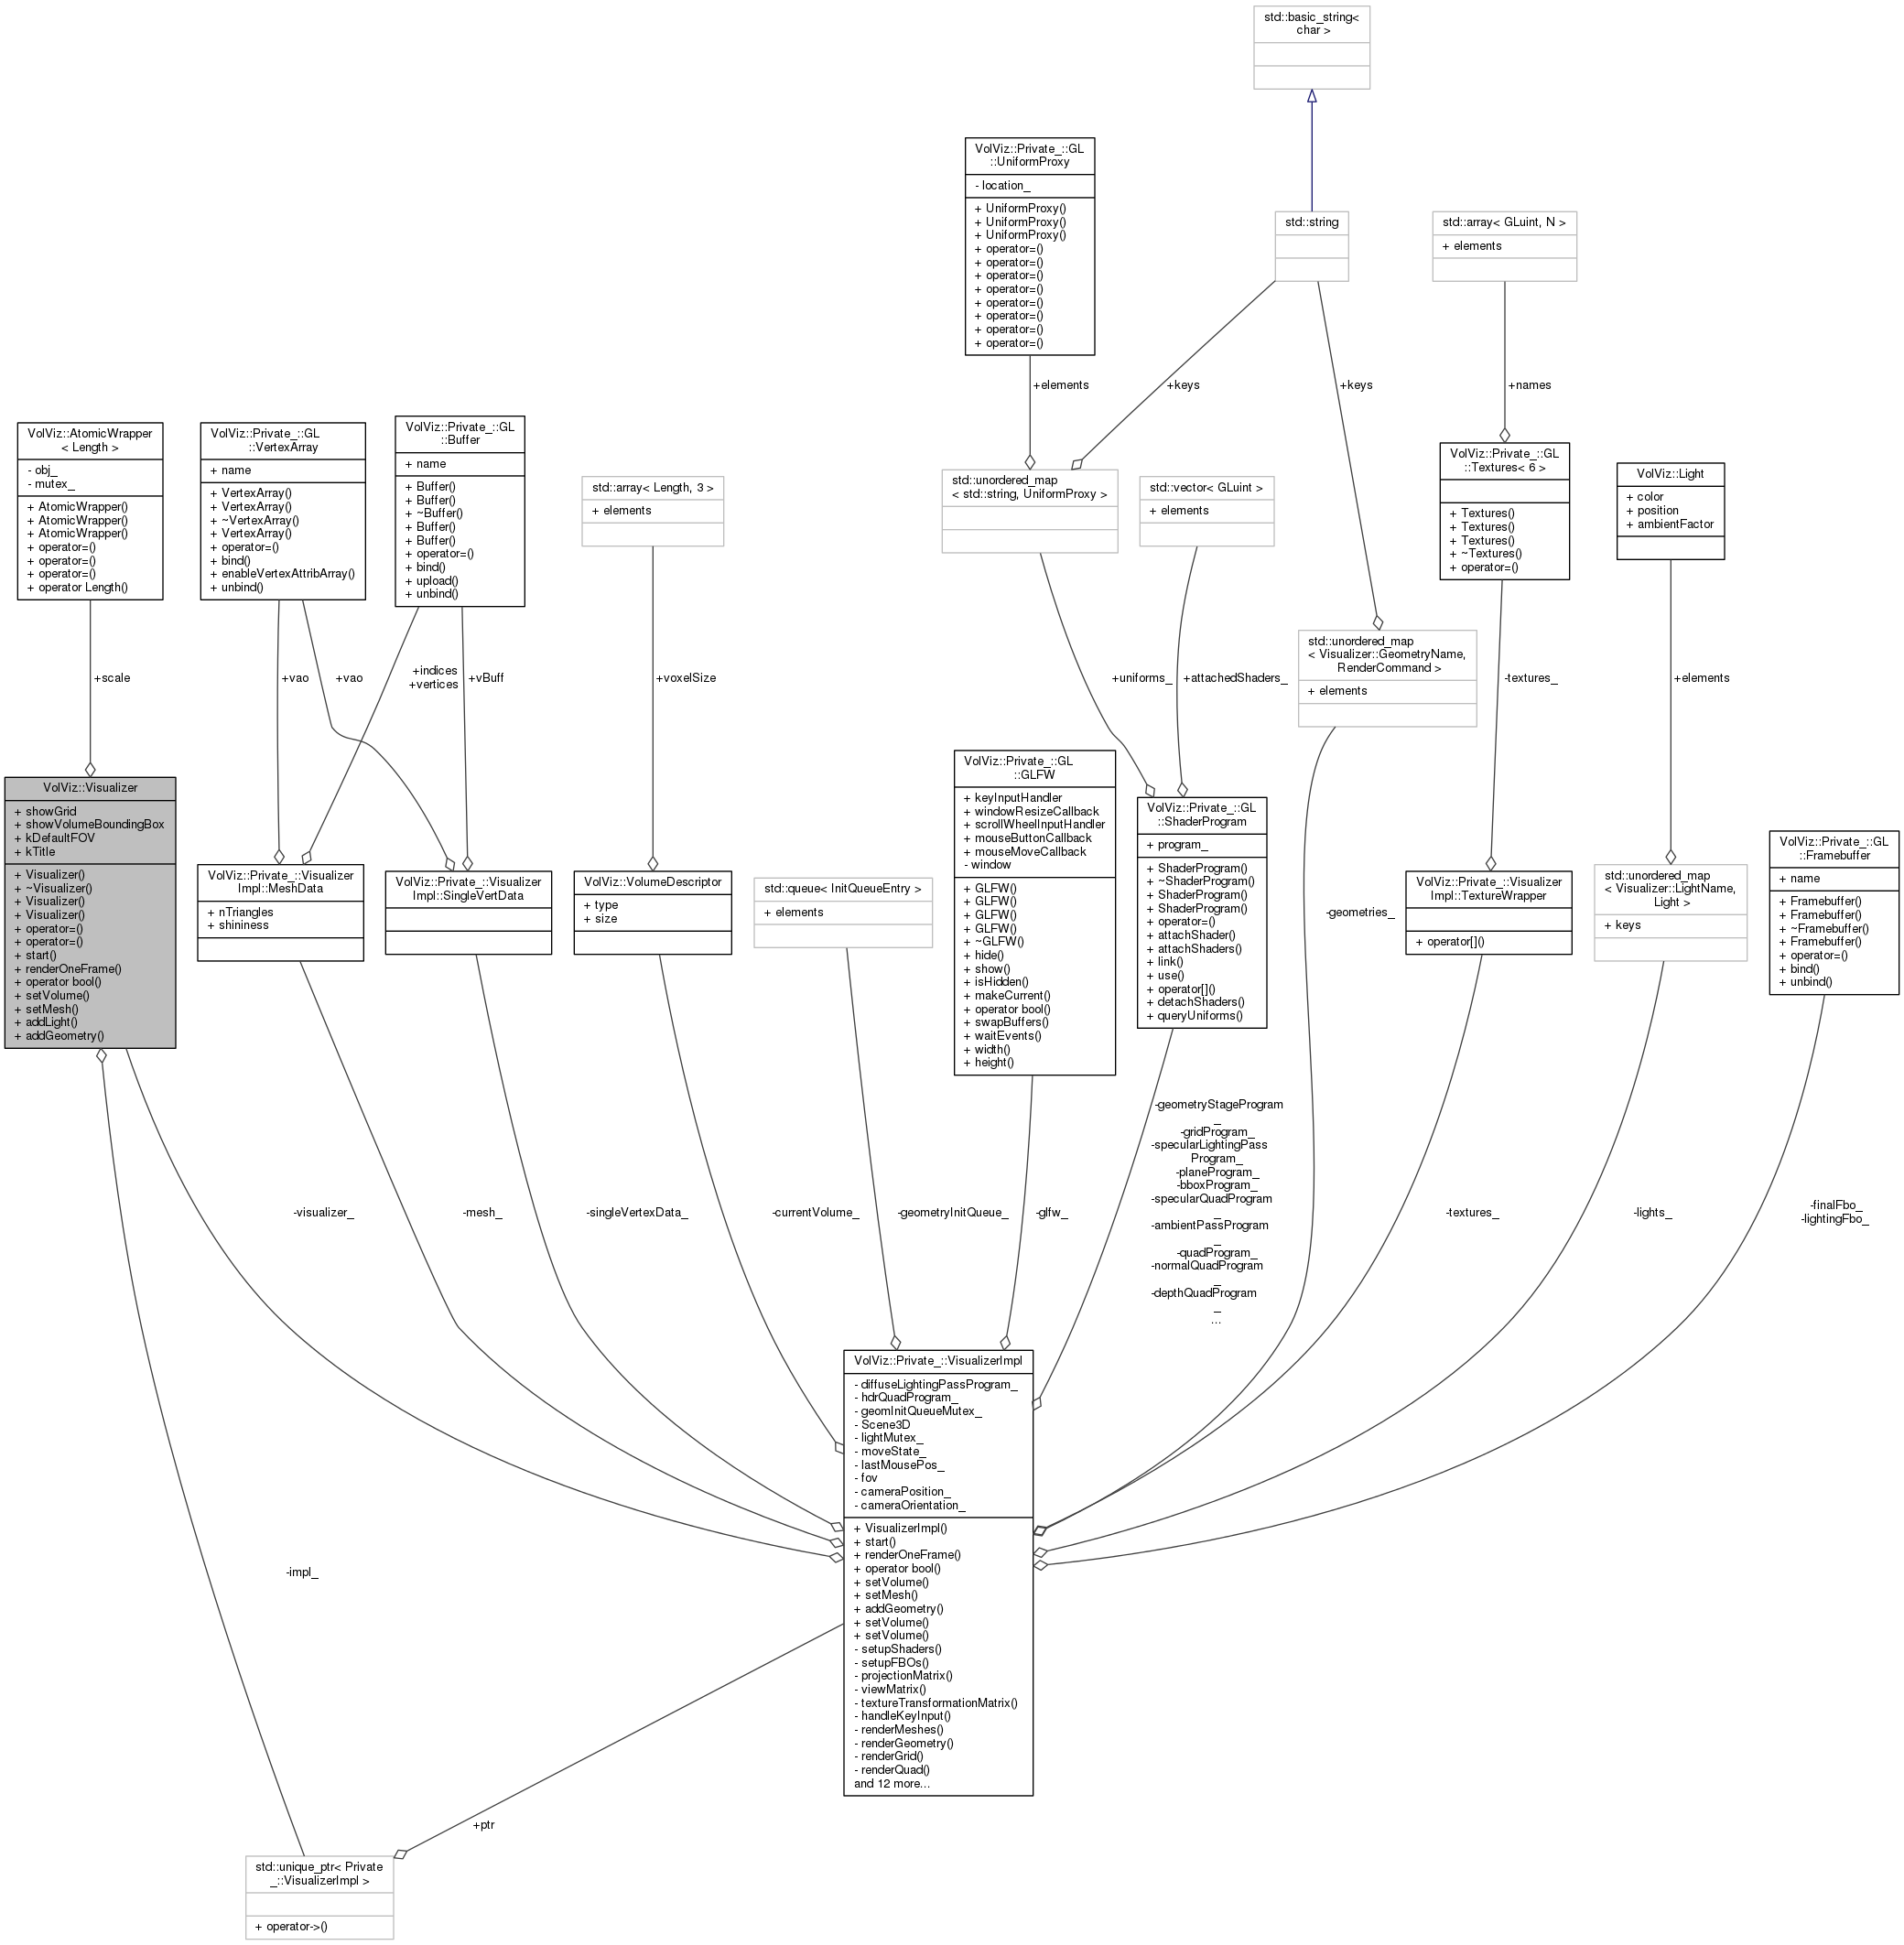 std::basic_string<
char >
VolViz::Private_::GL
::UniformProxy
- location_
+ UniformProxy()
+ UniformProxy()
+ UniformProxy()
+ operator=()
+ operator=()
+ operator=()
+ operator=()
+ operator=()
+ operator=()
+ operator=()
+ operator=()
std::string
std::array< GLuint, N >
+ elements
+elements
+keys
+keys
+names
VolViz::AtomicWrapper
< Length >
- obj_
- mutex_
+ AtomicWrapper()
+ AtomicWrapper()
+ AtomicWrapper()
+ operator=()
+ operator=()
+ operator=()
+ operator Length()
VolViz::Private_::GL
::VertexArray
+ name
+ VertexArray()
+ VertexArray()
+ ~VertexArray()
+ VertexArray()
+ operator=()
+ bind()
+ enableVertexAttribArray()
+ unbind()
VolViz::Private_::GL
::Buffer
+ name
+ Buffer()
+ Buffer()
+ ~Buffer()
+ Buffer()
+ Buffer()
+ operator=()
+ bind()
+ upload()
+ unbind()
std::array< Length, 3 >
+ elements
std::unordered_map
< std::string, UniformProxy >
std::vector< GLuint >
+ elements
VolViz::Private_::GL
::Textures< 6 >
+ Textures()
+ Textures()
+ Textures()
+ ~Textures()
+ operator=()
VolViz::Light
+ color
+ position
+ ambientFactor
std::unordered_map
< Visualizer::GeometryName,
RenderCommand >
+ elements
+scale
+vao
+vao
+indices
+vertices
+vBuff
+voxelSize
+uniforms_
+attachedShaders_
-textures_
+elements
VolViz::Visualizer
+ showGrid
+ showVolumeBoundingBox
+ kDefaultFOV
+ kTitle
+ Visualizer()
+ ~Visualizer()
+ Visualizer()
+ Visualizer()
+ operator=()
+ operator=()
+ start()
+ renderOneFrame()
+ operator bool()
+ setVolume()
+ setMesh()
+ addLight()
+ addGeometry()
VolViz::Private_::Visualizer
Impl::MeshData
+ nTriangles
+ shininess
VolViz::Private_::Visualizer
Impl::SingleVertData
VolViz::VolumeDescriptor
+ type
+ size
std::queue< InitQueueEntry >
+ elements
VolViz::Private_::GL
::GLFW
+ keyInputHandler
+ windowResizeCallback
+ scrollWheelInputHandler
+ mouseButtonCallback
+ mouseMoveCallback
- window
+ GLFW()
+ GLFW()
+ GLFW()
+ GLFW()
+ ~GLFW()
+ hide()
+ show()
+ isHidden()
+ makeCurrent()
+ operator bool()
+ swapBuffers()
+ waitEvents()
+ width()
+ height()
VolViz::Private_::GL
::ShaderProgram
+ program_
+ ShaderProgram()
+ ~ShaderProgram()
+ ShaderProgram()
+ ShaderProgram()
+ operator=()
+ attachShader()
+ attachShaders()
+ link()
+ use()
+ operator[]()
+ detachShaders()
+ queryUniforms()
-geometries_
VolViz::Private_::Visualizer
Impl::TextureWrapper
+ operator[]()
std::unordered_map
< Visualizer::LightName,
Light >
+ keys
VolViz::Private_::GL
::Framebuffer
+ name
+ Framebuffer()
+ Framebuffer()
+ ~Framebuffer()
+ Framebuffer()
+ operator=()
+ bind()
+ unbind()
-visualizer_
-mesh_
-singleVertexData_
-currentVolume_
-geometryInitQueue_
-glfw_
-geometryStageProgram
_
-gridProgram_
-specularLightingPass
Program_
-planeProgram_
-bboxProgram_
-specularQuadProgram
_
-ambientPassProgram
_
-quadProgram_
-normalQuadProgram
_
-depthQuadProgram
_
...
-textures_
-lights_
-finalFbo_
-lightingFbo_
VolViz::Private_::VisualizerImpl
- diffuseLightingPassProgram_
- hdrQuadProgram_
- geomInitQueueMutex_
- Scene3D
- lightMutex_
- moveState_
- lastMousePos_
- fov
- cameraPosition_
- cameraOrientation_
+ VisualizerImpl()
+ start()
+ renderOneFrame()
+ operator bool()
+ setVolume()
+ setMesh()
+ addGeometry()
+ setVolume()
+ setVolume()
- setupShaders()
- setupFBOs()
- projectionMatrix()
- viewMatrix()
- textureTransformationMatrix()
- handleKeyInput()
- renderMeshes()
- renderGeometry()
- renderGrid()
- renderQuad()
and 12 more...
-impl_
+ptr
std::unique_ptr< Private
_::VisualizerImpl >
+ operator->()